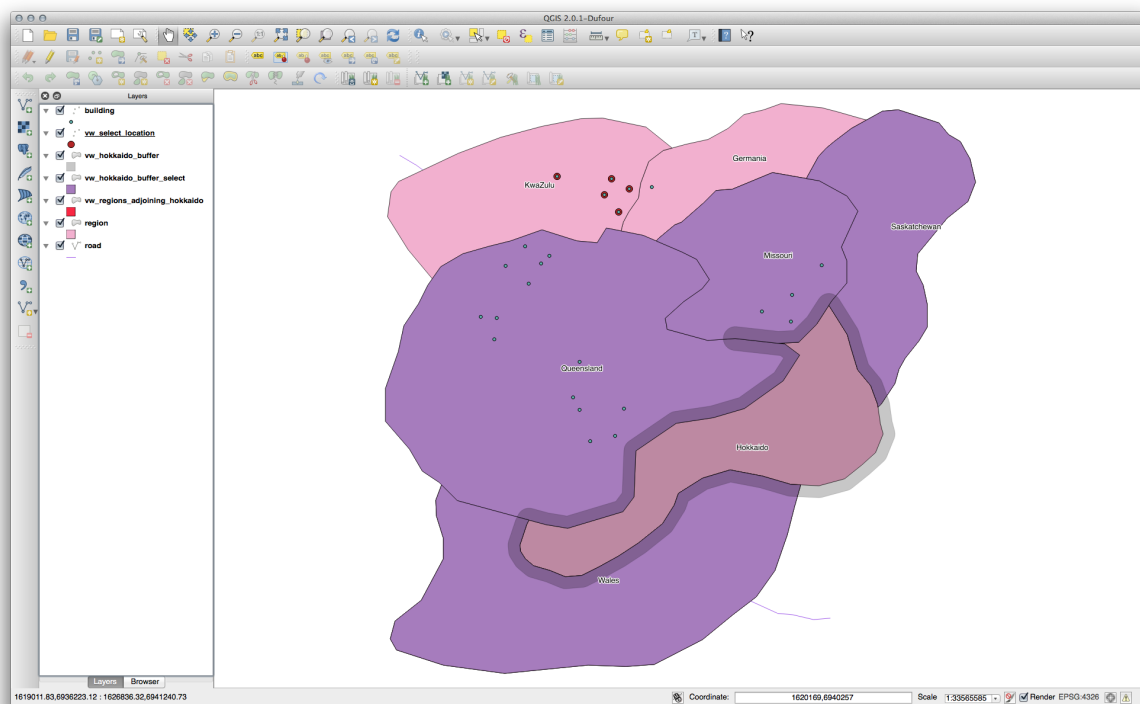 QGIS 2.0.1-Dufour
Layers
building
vw_select_location
vw_hokkaido_buffer
vw_hokkaido_buffer_select
vw_regions_adjoining_hokkaido
region
road
Germania
KwaZulu
Saskatchewan
Missouri
Queensland
Hokkaido
Wales
Layers Browser
1619011.83,6936223.12 : 1626836.32,6941240.73 Coordinate: 1620169,6940257 Scale 1:33565585 Render EPSG:4326